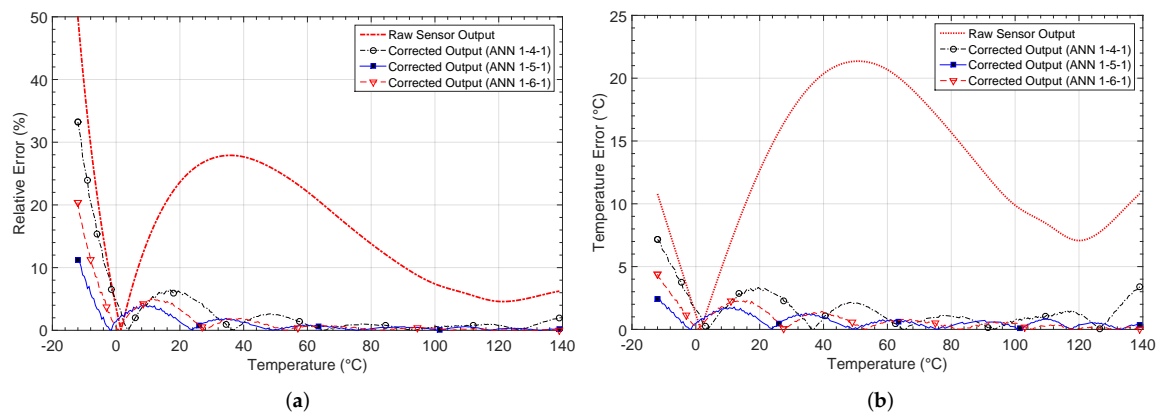 50
40
30
20
10
0
Relative Error (%)
-20 0 20 40 60 80 100 120 140
Temperature (°C)
Raw Sensor Output
Corrected Output (ANN 1-4-1)
Corrected Output (ANN 1-5-1)
Corrected Output (ANN 1-6-1)
(a)
25
20
15
10
5
0
Temperature Error (°C)
-20 0 20 40 60 80 100 120 140
Temperature (°C)
Raw Sensor Output
Corrected Output (ANN 1-4-1)
Corrected Output (ANN 1-5-1)
Corrected Output (ANN 1-6-1)
(b)